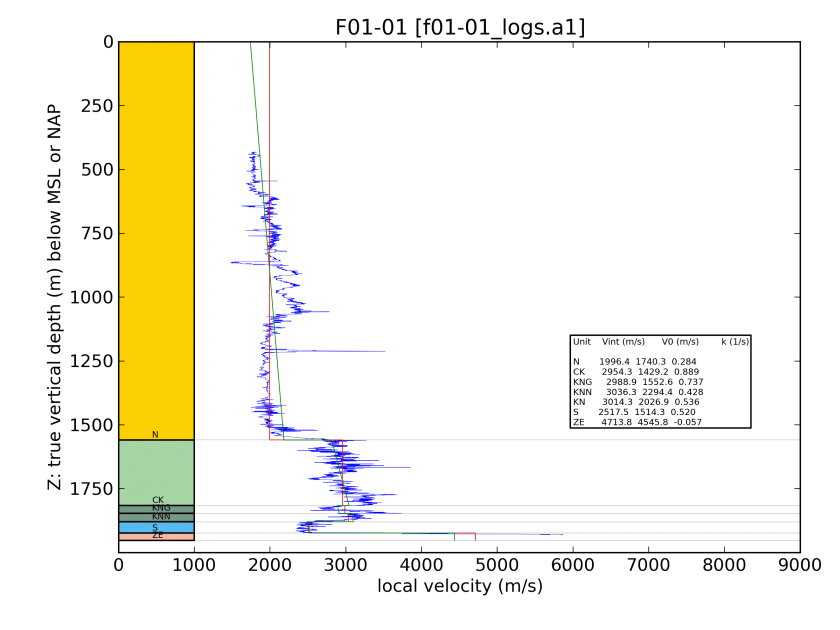 F01-01 [f01-01_logs.a1]
Z: true vertical depth (m) below MSL or NAP
0
250
500
750
1000
1250
1500
1750
N
CK
KNG
KNN
S
ZE
Unit Vint (m/s) V0 (m/s) k (1/s)
N 1996.4 1740.3 0.284
CK 2954.3 1429.2 0.889
KNG 2988.9 1552.6 0.737
KNN 3036.3 2294.4 0.428
KN 3014.3 2026.9 0.536
S 2517.5 1514.3 0.520
ZE 4713.8 4545.8 -0.057
0 1000 2000 3000 4000 5000 6000 7000 8000 9000
local velocity (m/s)